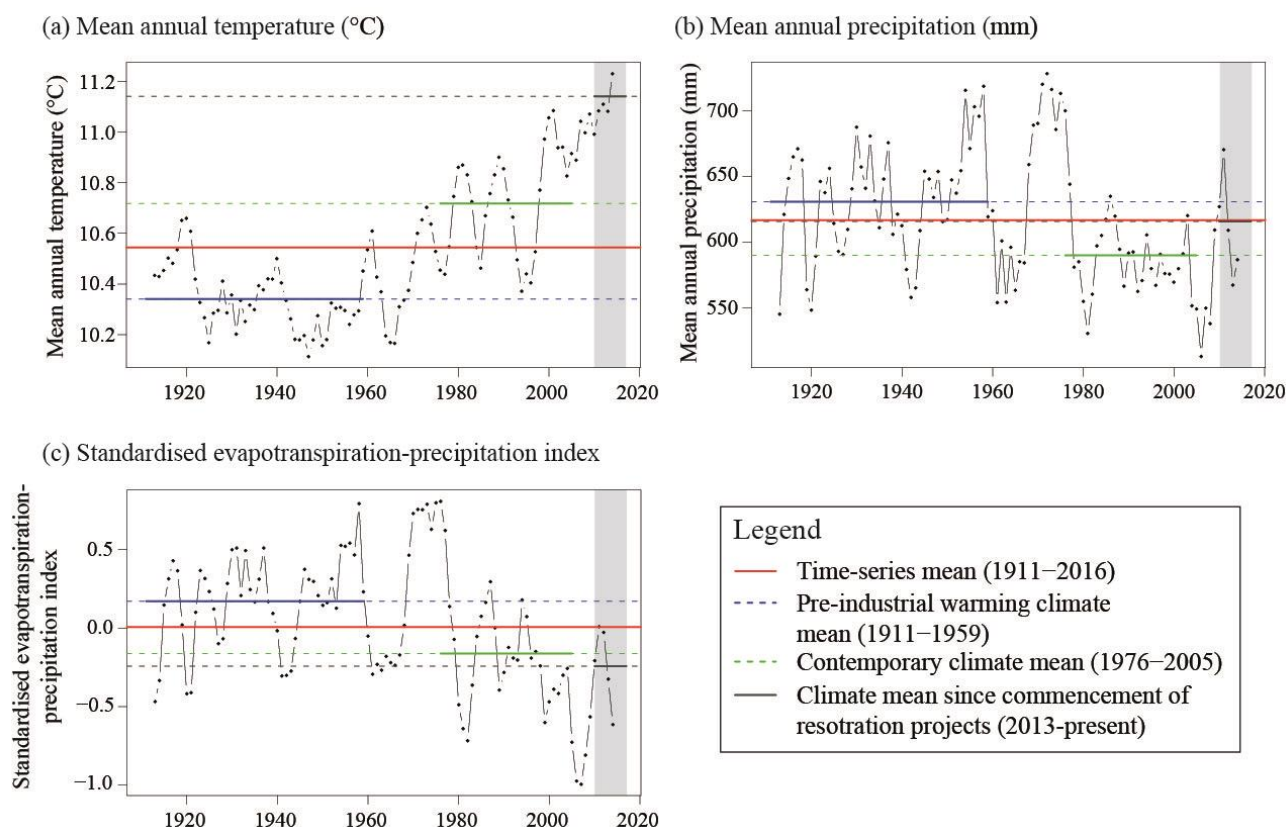 (a) Mean annual temperature (°C)
Mean annual temperature (°C)
11.2
11.0
10.8
10.6
10.4
10.2
1920 1940 1960 1980 2000 2020
(b) Mean annual precipitation (mm)
Mean annual precipitation (mm)
700
650
600
550
1920 1940 1960 1980 2000 2020
(c) Standardised evapotranspiration-precipitation index
Standardised evapotranspiration-
precipitation index
0.5
0.0
−0.5
−1.0
1920 1940 1960 1980 2000 2020
Legend
Time-series mean (1911−2016)
Pre-industrial warming climate
mean (1911−1959)
Contemporary climate mean (1976−2005)
Climate mean since commencement of
resotration projects (2013-present)